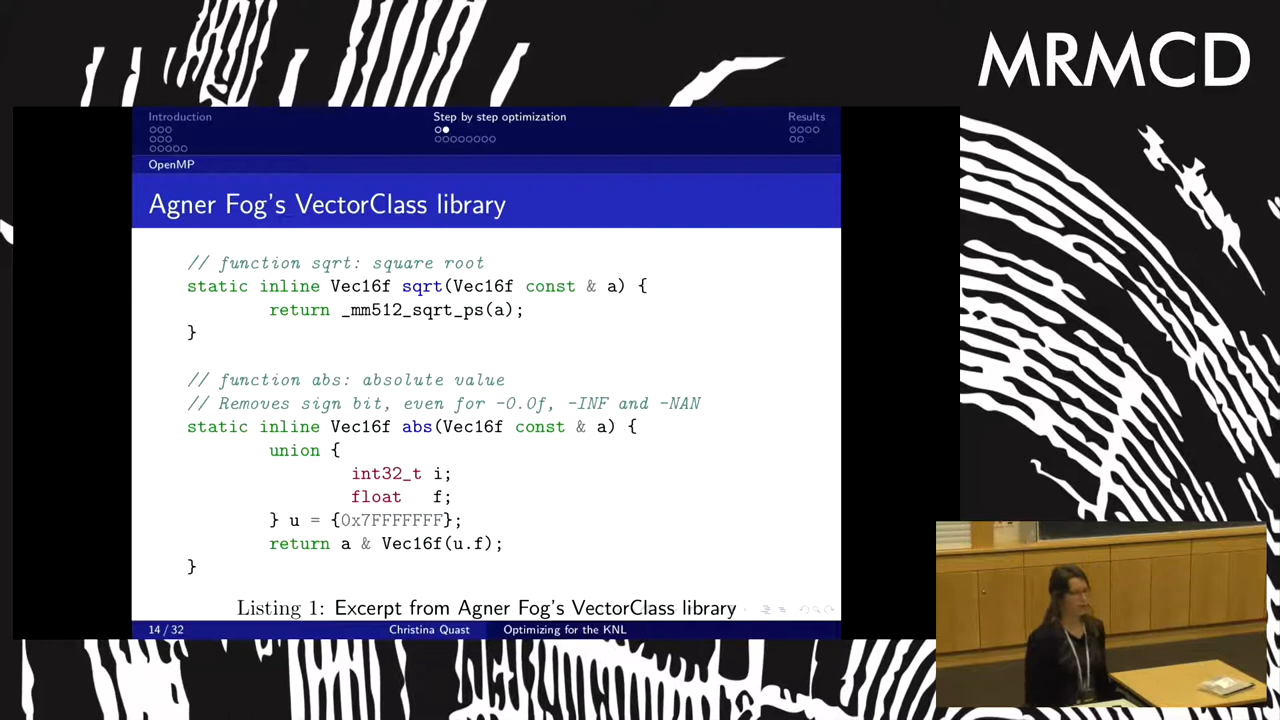 MRMCD
Introduction
Step by step optimization
Results
OpenMP
Agner Fog's VectorClass library
// function sqrt: square root
static inline Vec16f sqrt(Vec16f const & a) {
return _mm512_sqrt_ps(a);
}
// function abs: absolute value
// Removes sign bit, even for -0.0f, -INF and -NAN
static inline Vec16f abs(Vec16f const & a) {
union {
int32_t i;
float f;
} u = {0x7FFFFFFF};
return a & Vec16f(u.f);
}
Listing 1: Excerpt from Agner Fog's VectorClass library
14 / 32
Christina Quast
Optimizing for the KNL